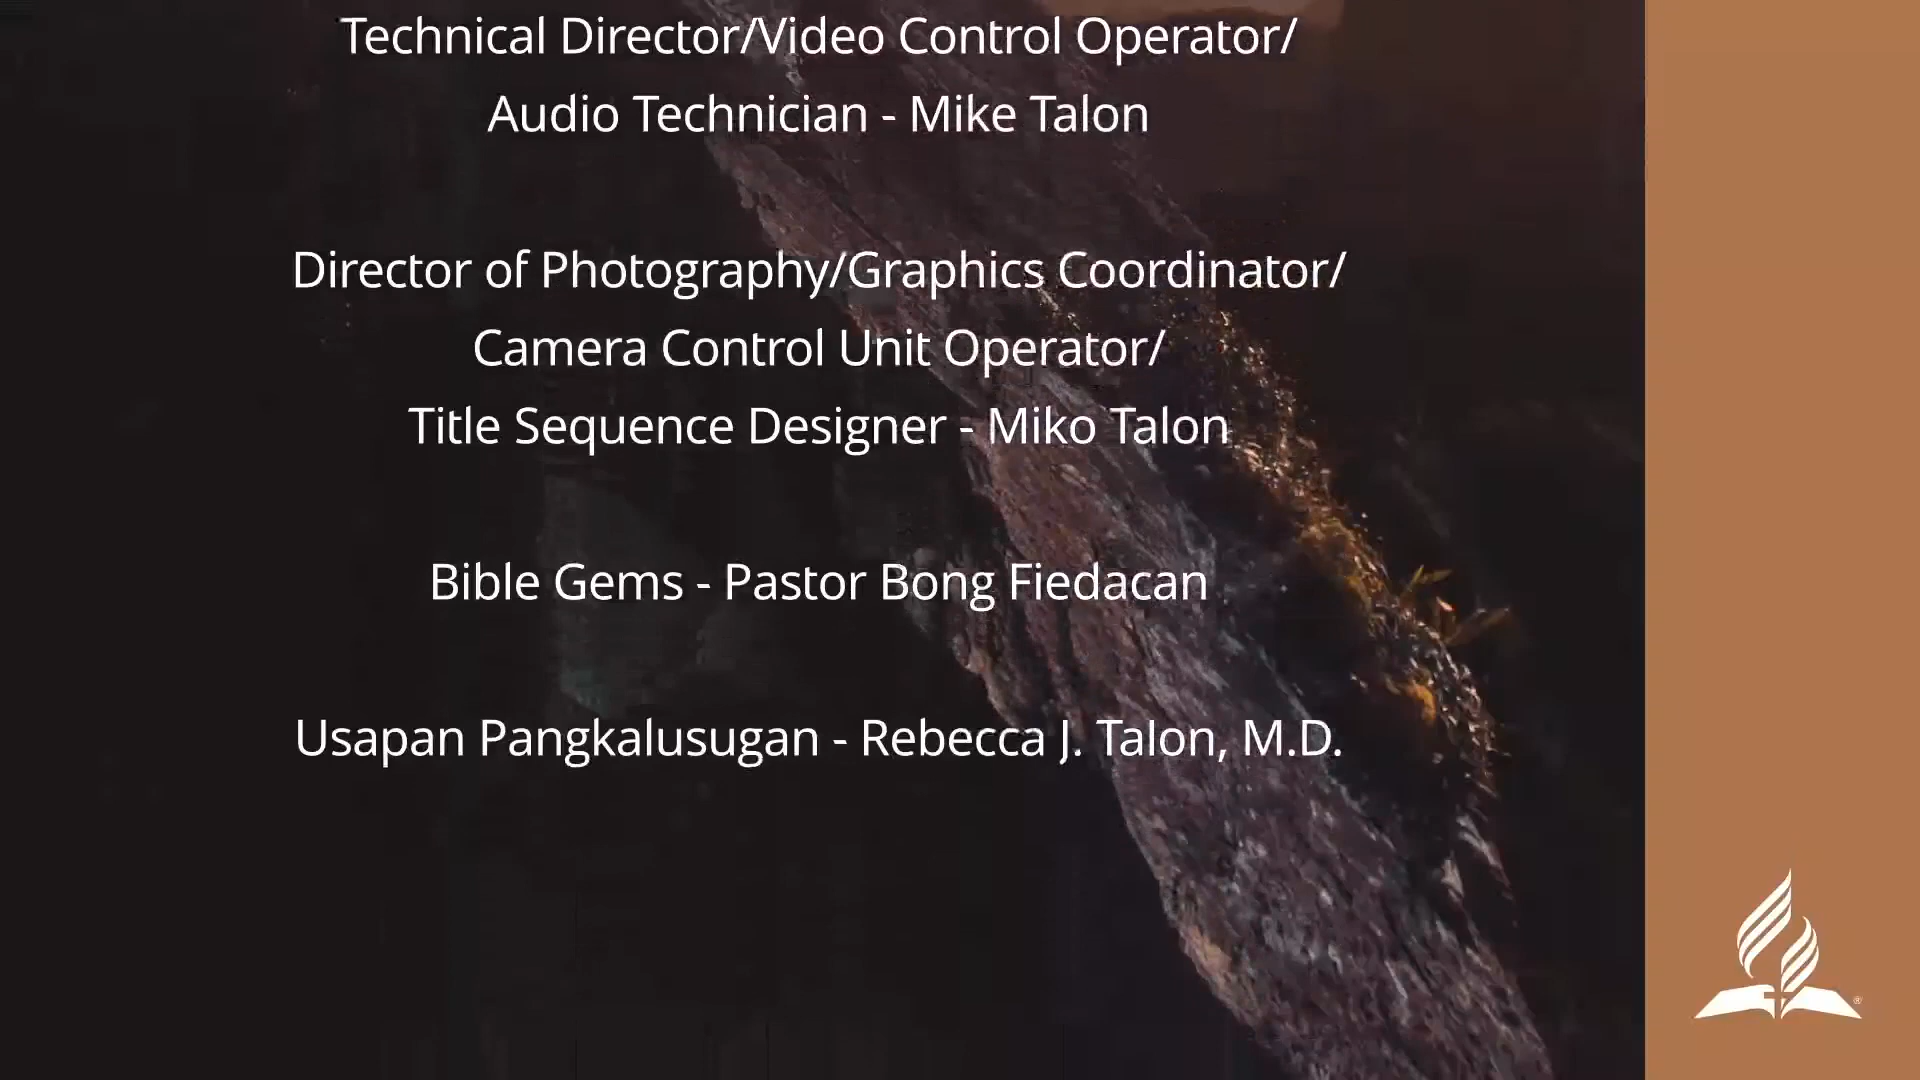 Technical Director/Video Control Operator/
Audio Technician - Mike Talon
Director of Photography/Graphics Coordinator/
Camera Control Unit Operator/
Title Sequence Designer - Miko Talon
Bible Gems - Pastor Bong Fiedacan
Usapan Pangkalusugan - Rebecca J. Talon, M.D.
®